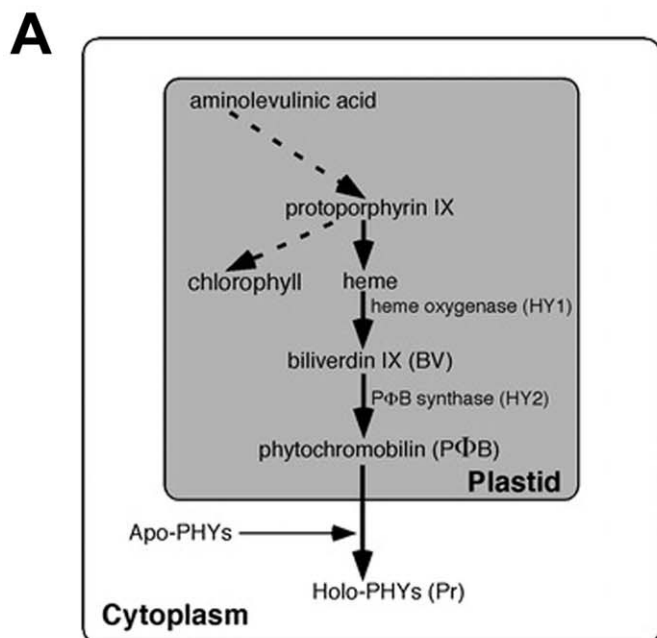 A
aminolevulinic acid
protoporphyrin IX
chlorophyll
heme
heme oxygenase (HY1)
biliverdin IX (BV)
PΦB synthase (HY2)
phytochromobilin (PΦB)
Plastid
Apo-PHYs
Holo-PHYs (Pr)
Cytoplasm